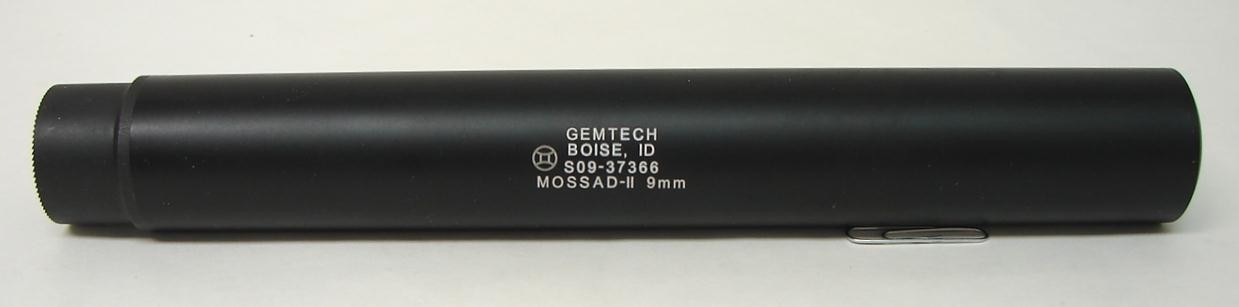 GEMTECH
BOISE, ID
S09-37366
MOSSAD-II 9mm